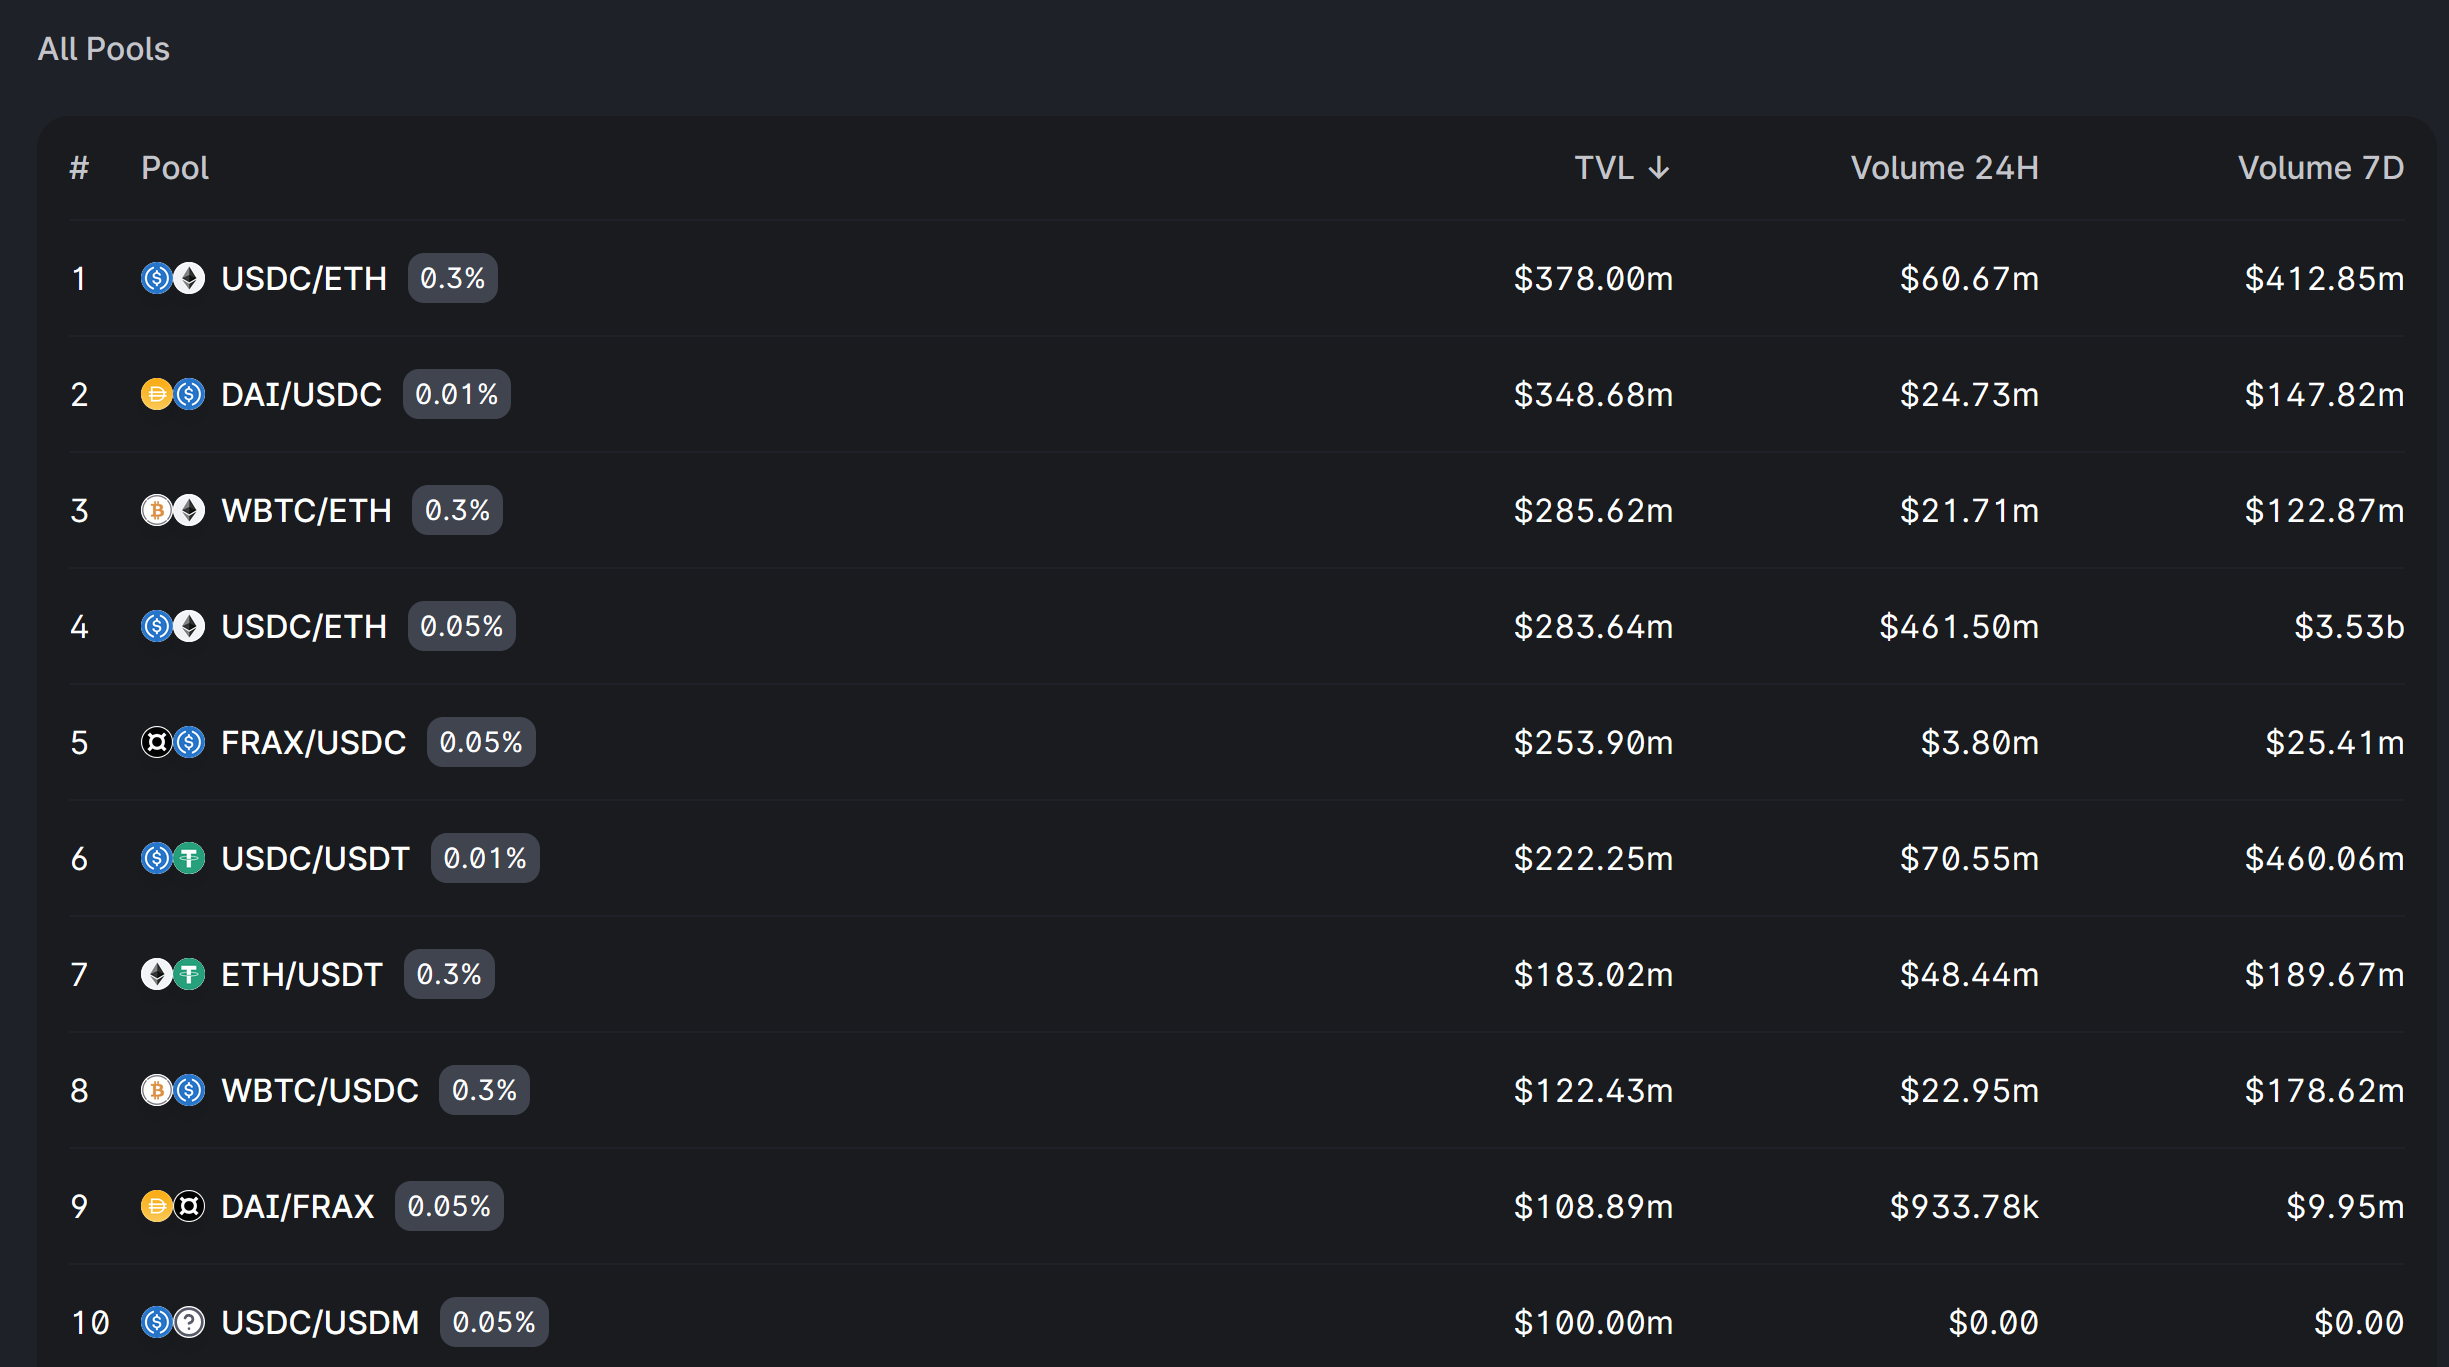 All Pools
# Pool TVL ↓ Volume 24H Volume 7D
1 USDC/ETH 0.3% $378.00m $60.67m $412.85m
2 DAI/USDC 0.01% $348.68m $24.73m $147.82m
3 WBTC/ETH 0.3% $285.62m $21.71m $122.87m
4 USDC/ETH 0.05% $283.64m $461.50m $3.53b
5 FRAX/USDC 0.05% $253.90m $3.80m $25.41m
6 USDC/USDT 0.01% $222.25m $70.55m $460.06m
7 ETH/USDT 0.3% $183.02m $48.44m $189.67m
8 WBTC/USDC 0.3% $122.43m $22.95m $178.62m
9 DAI/FRAX 0.05% $108.89m $933.78k $9.95m
10 USDC/USDM 0.05% $100.00m $0.00 $0.00